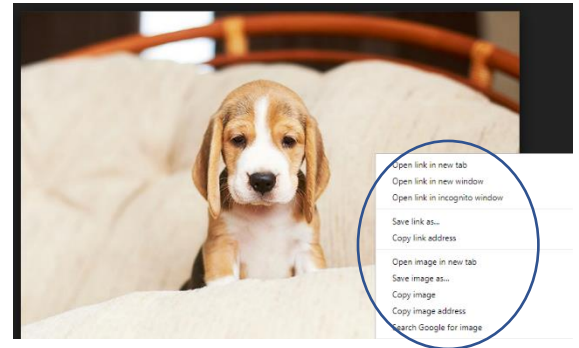 Open link in new tab
Open link in new window
Open link in incognito window
Save link as...
Copy link address
Open image in new tab
Save image as...
Copy image
Copy image address
Search Google for image